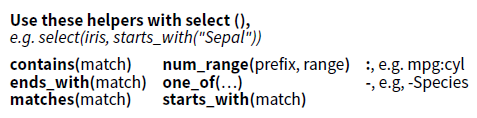 Use these helpers with select (),
e.g. select(iris, starts_with("Sepal"))
contains(match) num_range(prefix, range) :, e.g. mpg:cyl
ends_with(match) one_of(…) -, e.g, -Species
matches(match) starts_with(match)